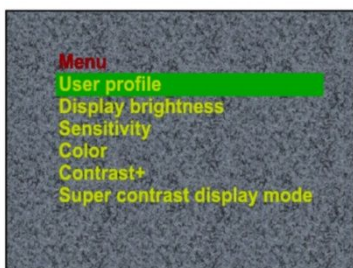 Menu
User profile
Display brightness
Sensitivity
Color
Contrast+
Super contrast display mode